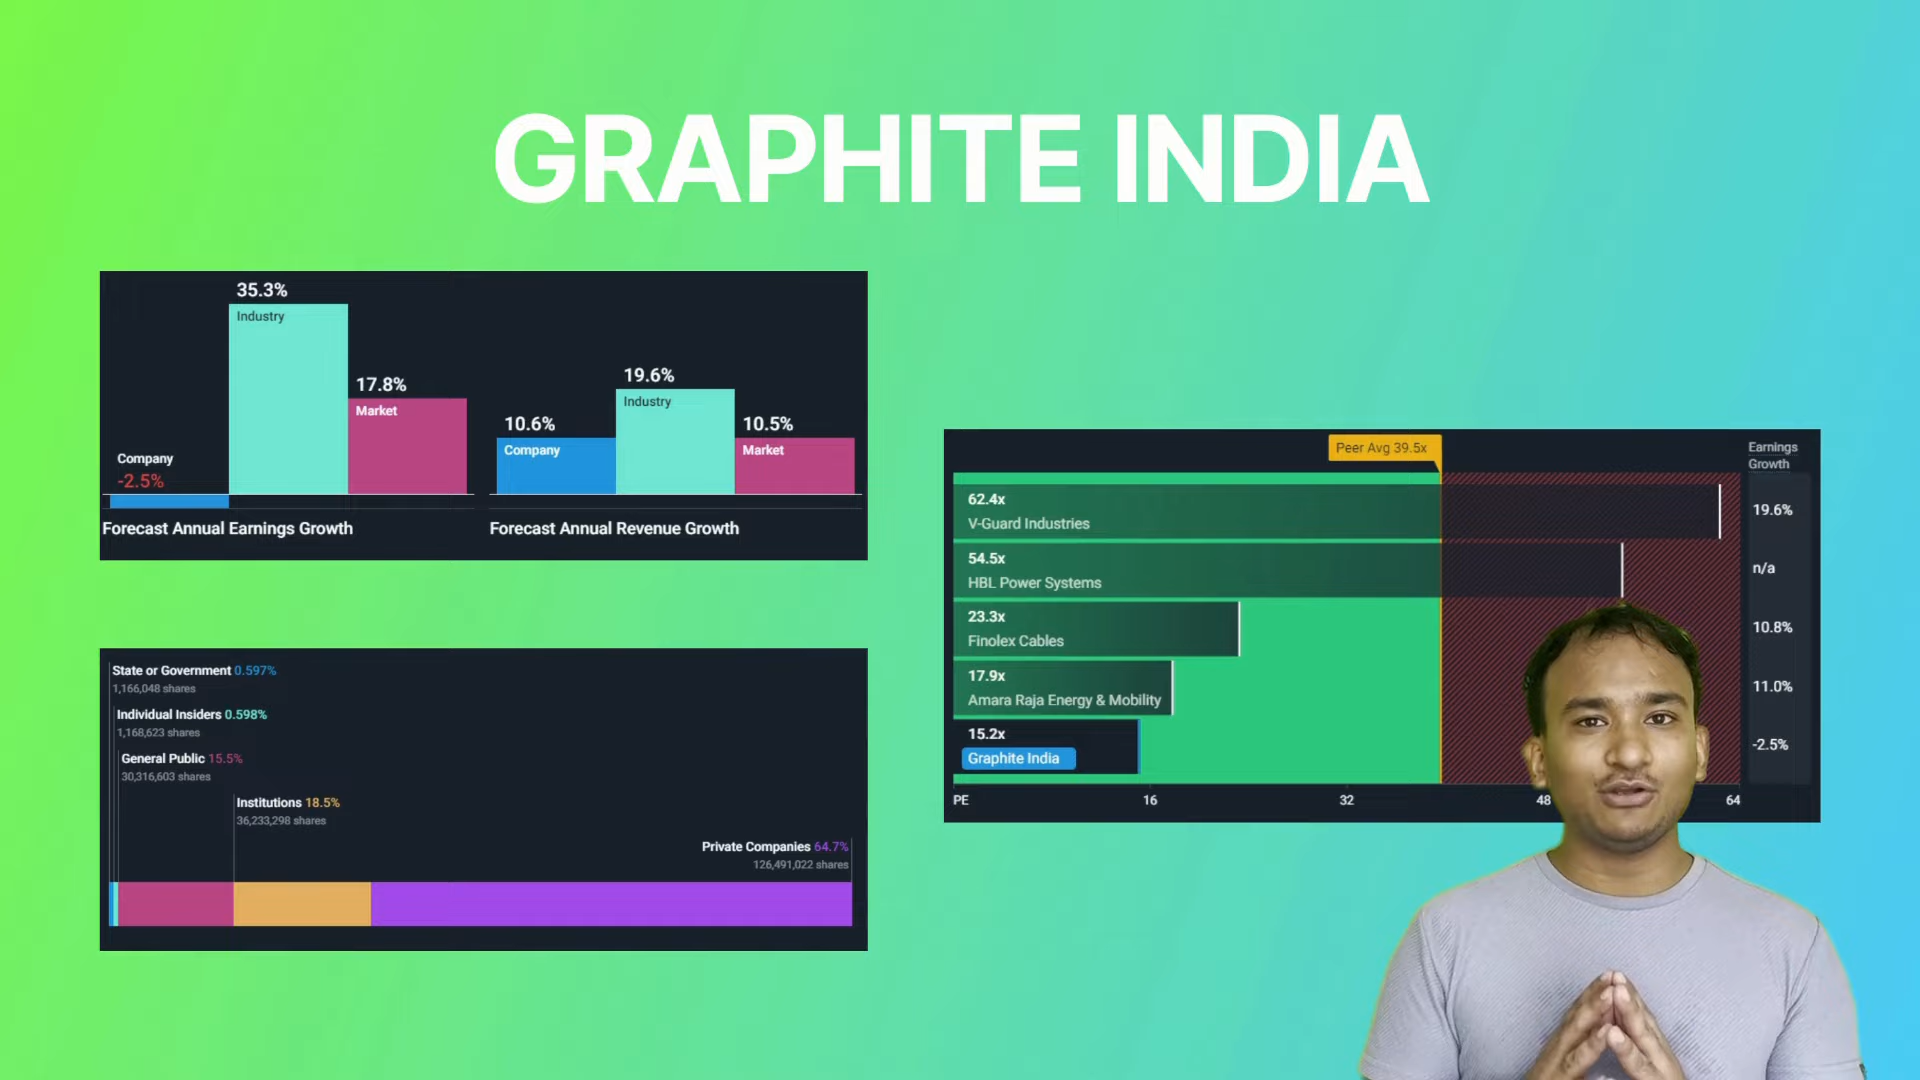 GRAPHITE INDIA
35.3%
Industry
17.8%
Market
Company
-2.5%
Forecast Annual Earnings Growth
19.6%
Industry
10.6%
Company
10.5%
Market
Forecast Annual Revenue Growth
State or Government 0.597%
1,166,048 shares
Individual Insiders 0.598%
1,168,623 shares
General Public 15.5%
30,316,603 shares
Institutions 18.5%
36,233,298 shares
Private Companies 64.7%
126,491,022 shares
Peer Avg 39.5x
Earnings
Growth
62.4x
V-Guard Industries
19.6%
54.5x
HBL Power Systems
n/a
23.3x
Finolex Cables
10.8%
17.9x
Amara Raja Energy & Mobility
11.0%
15.2x
Graphite India
-2.5%
PE 16 32 48 64